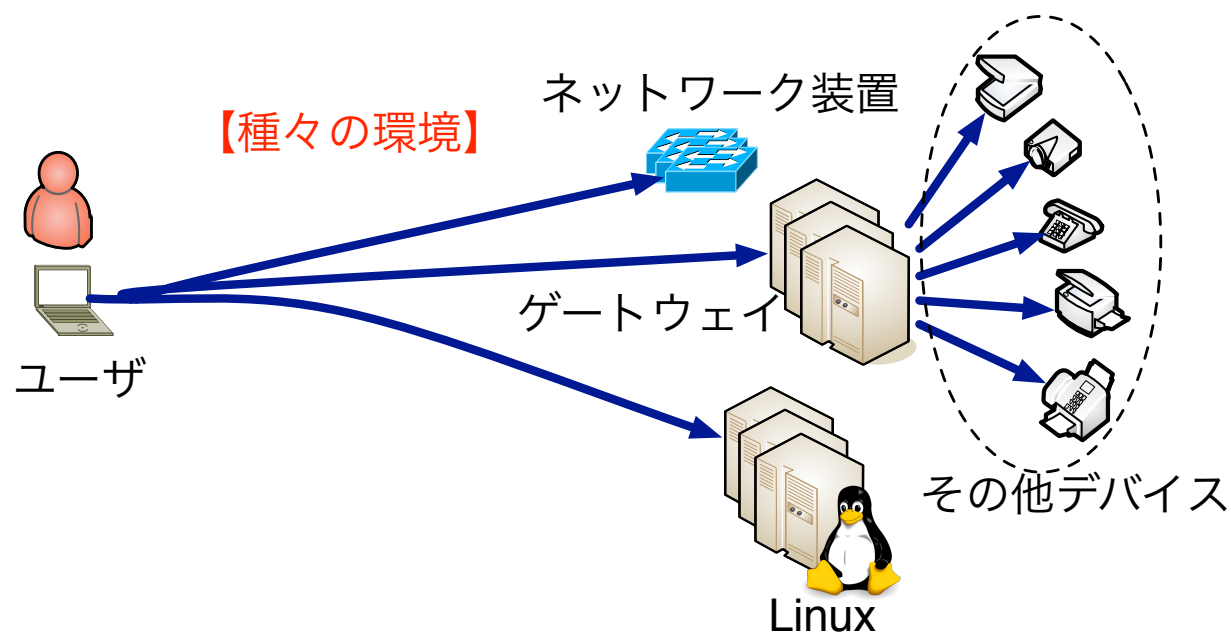 ネットワーク装置
【種々の環境】
ゲートウェイ
ユーザ
その他デバイス
Linux